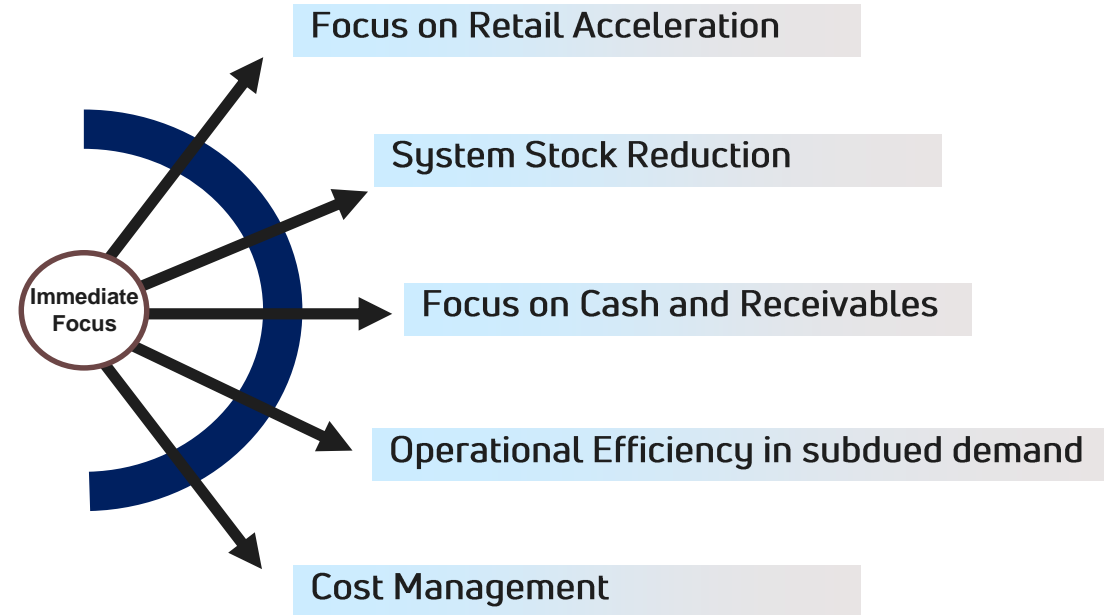 Focus on Retail Acceleration
System Stock Reduction
Immediate
Focus
Focus on Cash and Receivables
Operational Efficiency in subdued demand
Cost Management